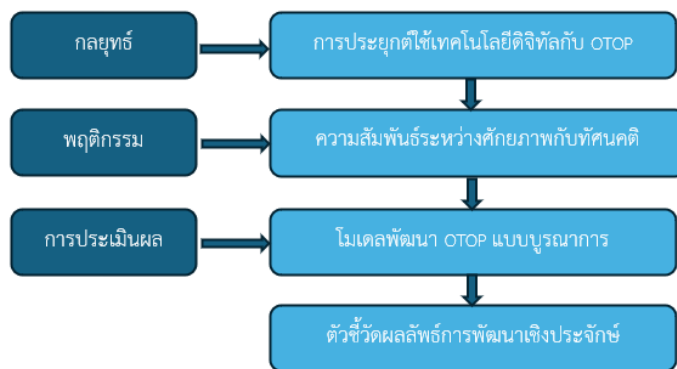 กลยุทธ์
การประยุกต์ใช้เทคโนโลยีดิจิทัลกับ OTOP
พฤติกรรม
ความสัมพันธ์ระหว่างศักยภาพกับทัศนคติ
การประเมินผล
โมเดลพัฒนา OTOP แบบบูรณาการ
ตัวชี้วัดผลลัพธ์การพัฒนาเชิงประจักษ์